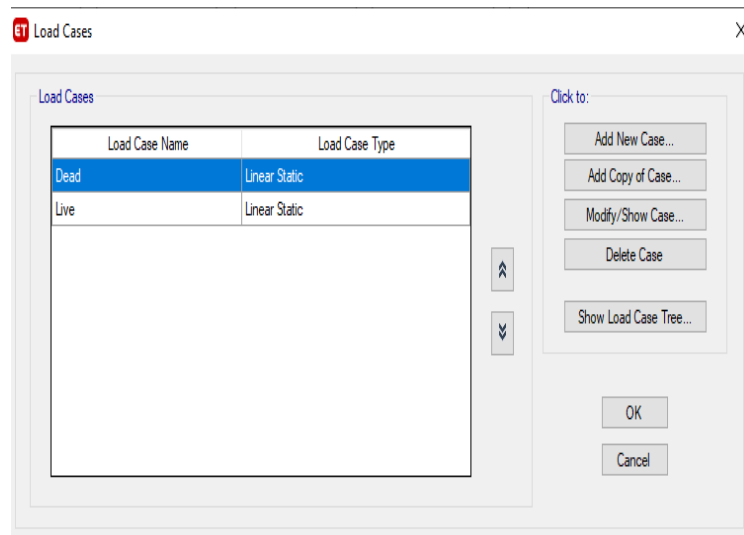 ET Load Cases
Load Cases
Load Case Name Load Case Type
Dead Linear Static
Live Linear Static
Click to:
Add New Case...
Add Copy of Case...
Modify/Show Case...
Delete Case
Show Load Case Tree...
OK
Cancel